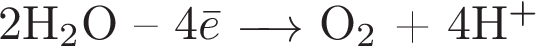 2H₂O – 4ē ⟶ O₂ + 4H⁺